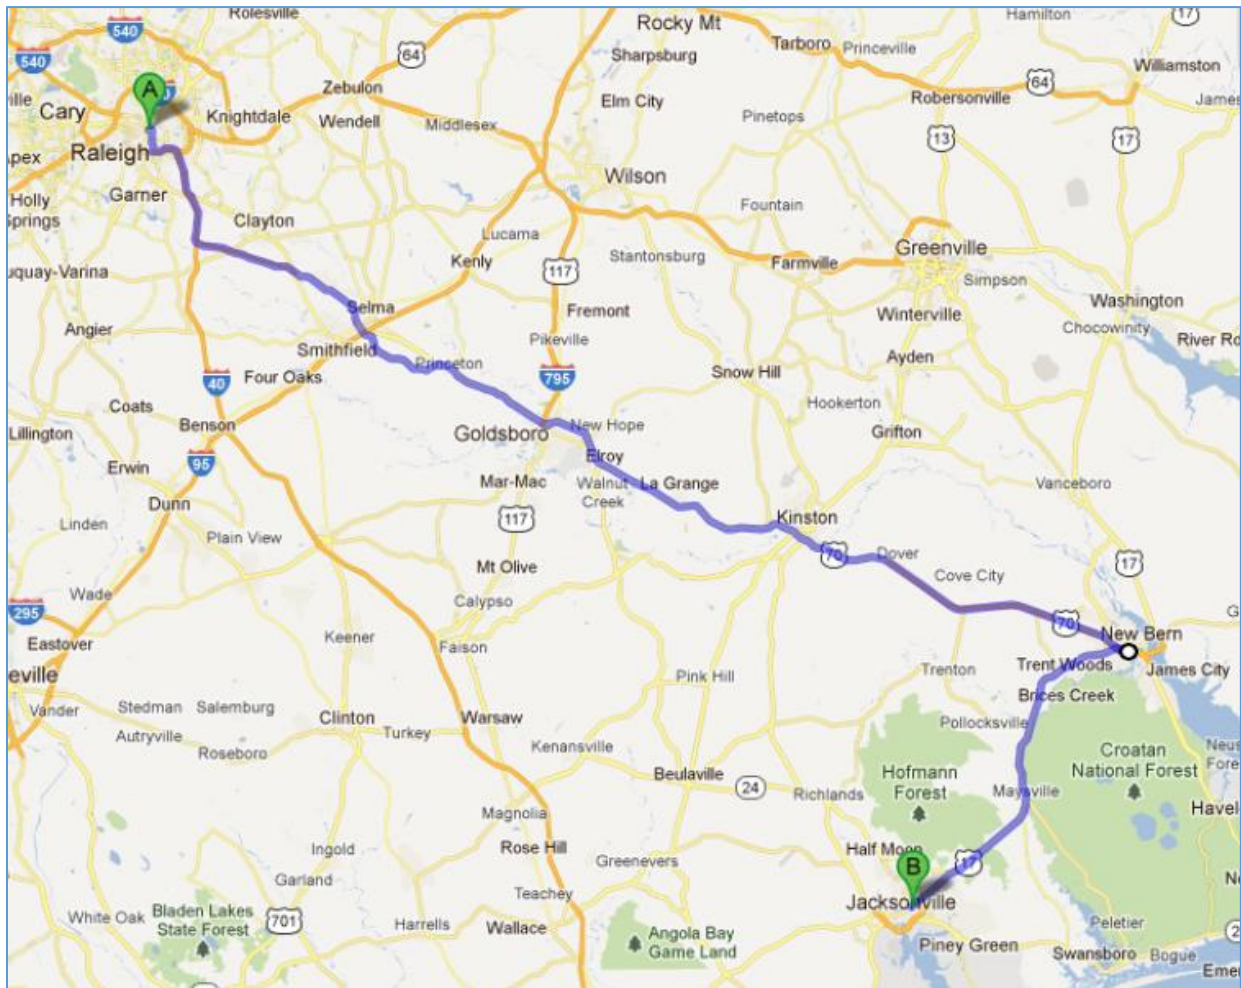 Rolesville
Rocky Mt
Hamilton
17
540
64
Sharpsburg
Tarboro
Princeville
540
Williamston
A
Zebulon
64
Cary
Knightdale
Wendell
Elm City
Robersonville
Middlesex
Pinetops
13
17
Raleigh
Wilson
Garner
Holly
Springs
Clayton
Fountain
Lucama
Greenville
Kenly
117
Stantonsburg
Farmville
Simpson
Selma
Fremont
Washington
Angier
Winterville
Chocowinity
Smithfield
Pikeville
Princeton
Ayden
40
Four Oaks
795
Snow Hill
Coats
Hookerton
Lillington
Benson
Goldsboro
New Hope
Grifton
Erwin
95
Elroy
Mar-Mac
Walnut
Creek
La Grange
Vanceboro
Dunn
117
Kinston
Linden
Plain View
70
Dover
Mt Olive
Cove City
17
Wade
Calypso
295
70
New Bern
Eastover
Keener
Faison
Trent Woods
James City
Trenton
Pink Hill
Brices Creek
Vander
Stedman
Salemburg
Clinton
Warsaw
Pollocksville
Autryville
Turkey
Roseboro
Kenansville
Croatan
National Forest
Beulaville
24
Hofmann
Forest
Richlands
Maysville
Magnolia
Ingold
Rose Hill
Half Moon
17
Greenevers
B
Garland
Teachey
Jacksonville
White Oak
Bladen Lakes
State Forest
701
Harrells
Wallace
Angola Bay
Game Land
Piney Green
Peletier
Swansboro
Bogue